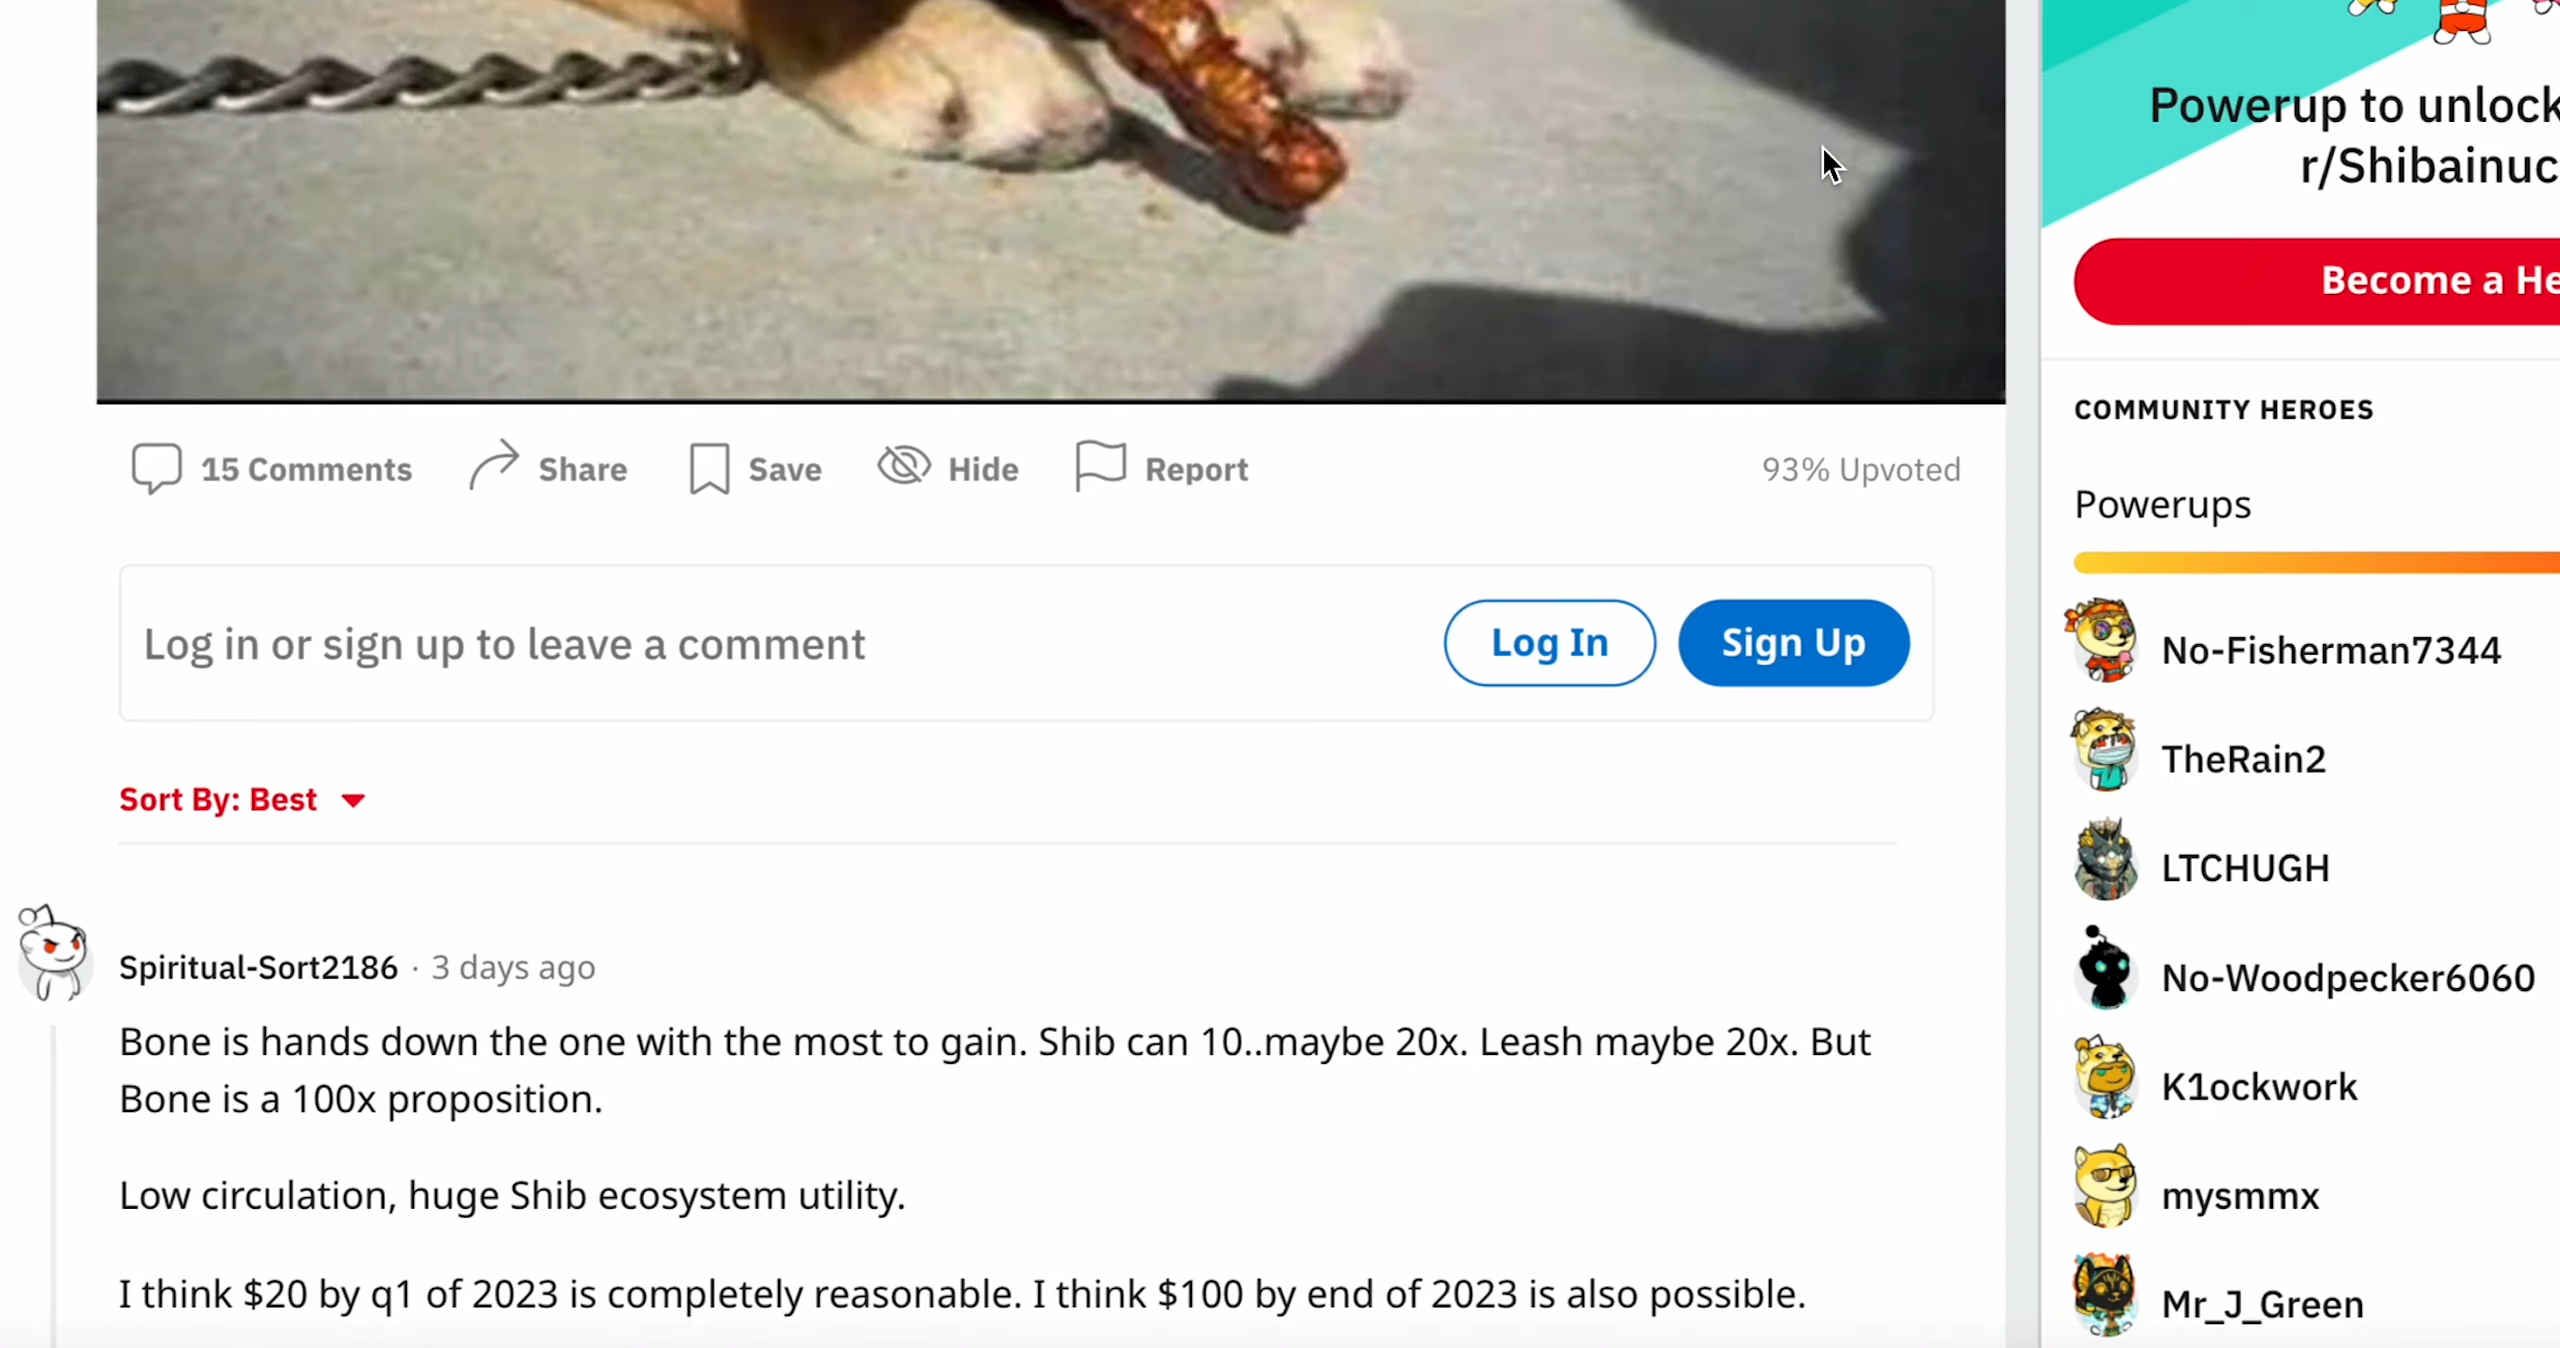 15 Comments
Share
Save
Hide
Report
93% Upvoted
Log in or sign up to leave a comment
Log In
Sign Up
Sort By: Best
Spiritual-Sort2186 · 3 days ago
Bone is hands down the one with the most to gain. Shib can 10..maybe 20x. Leash maybe 20x. But
Bone is a 100x proposition.
Low circulation, huge Shib ecosystem utility.
I think $20 by q1 of 2023 is completely reasonable. I think $100 by end of 2023 is also possible.
Powerup to unlock
r/Shibainuc
Become a He
COMMUNITY HEROES
Powerups
No-Fisherman7344
TheRain2
LTCHUGH
No-Woodpecker6060
K1ockwork
mysmmx
Mr_J_Green